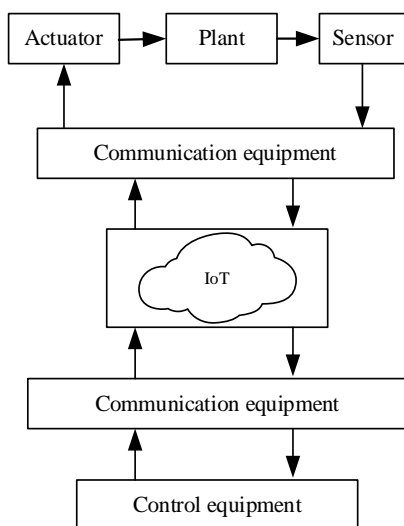 Actuator
Plant
Sensor
Communication equipment
IoT
Communication equipment
Control equipment